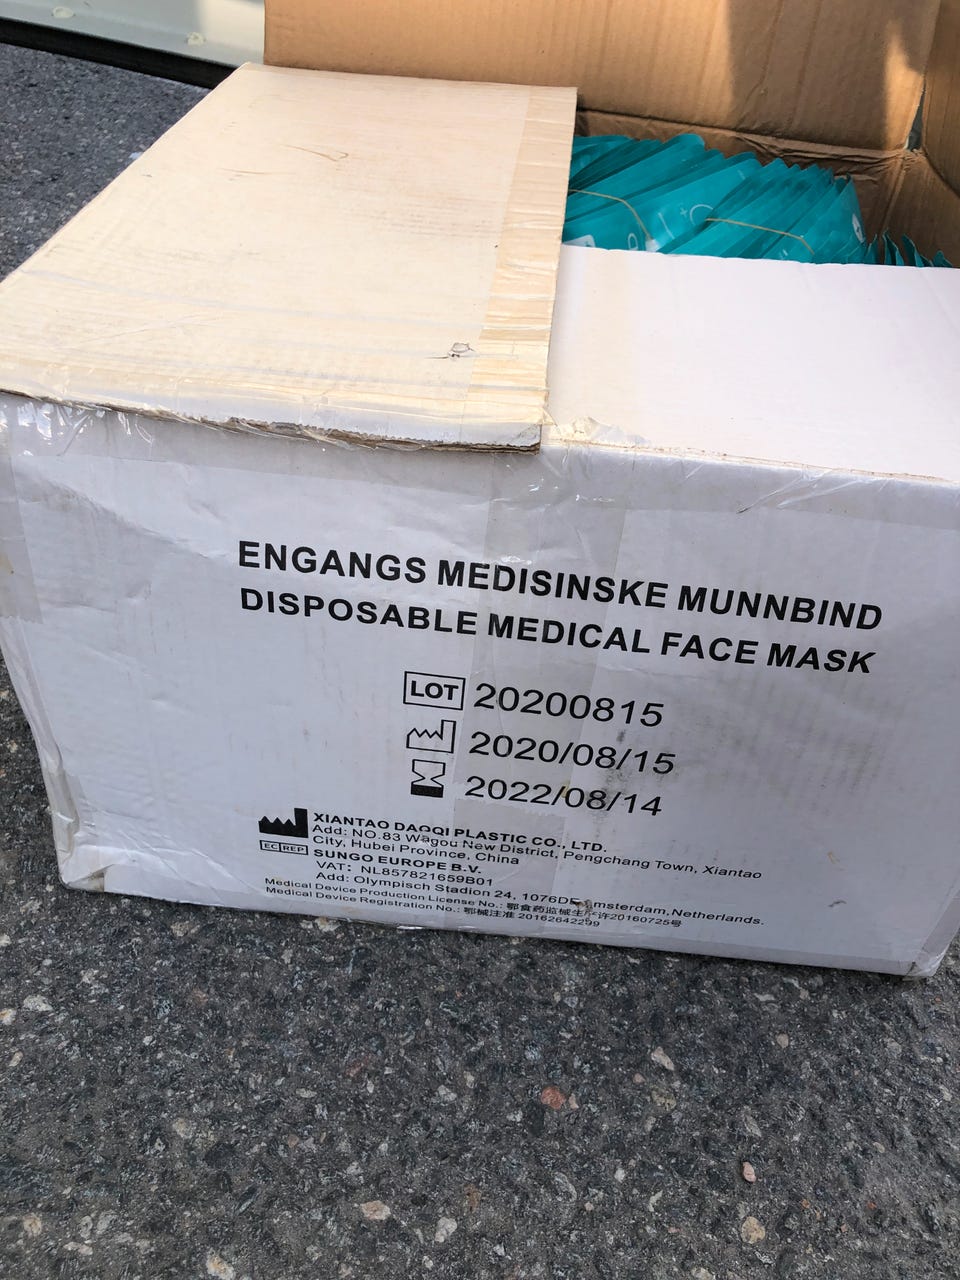 ENGANGS MEDISINSKE MUNNBIND
DISPOSABLE MEDICAL FACE MASK
LOT 20200815
2020/08/15
2022/08/14
XIANTAO DAOQI PLASTIC CO., LTD.
Add: NO.83 Wagou New District, Pengchang Town, Xiantao
City, Hubei Province, China
EC REP SUNGO EUROPE B.V.
VAT: NL857821659B01
Add: Olympisch Stadion 24, 1076DE Amsterdam, Netherlands.
Medical Device Production License No.: 鄂食药监械生产许20160725号
Medical Device Registration No.: 鄂械注准 20162642299